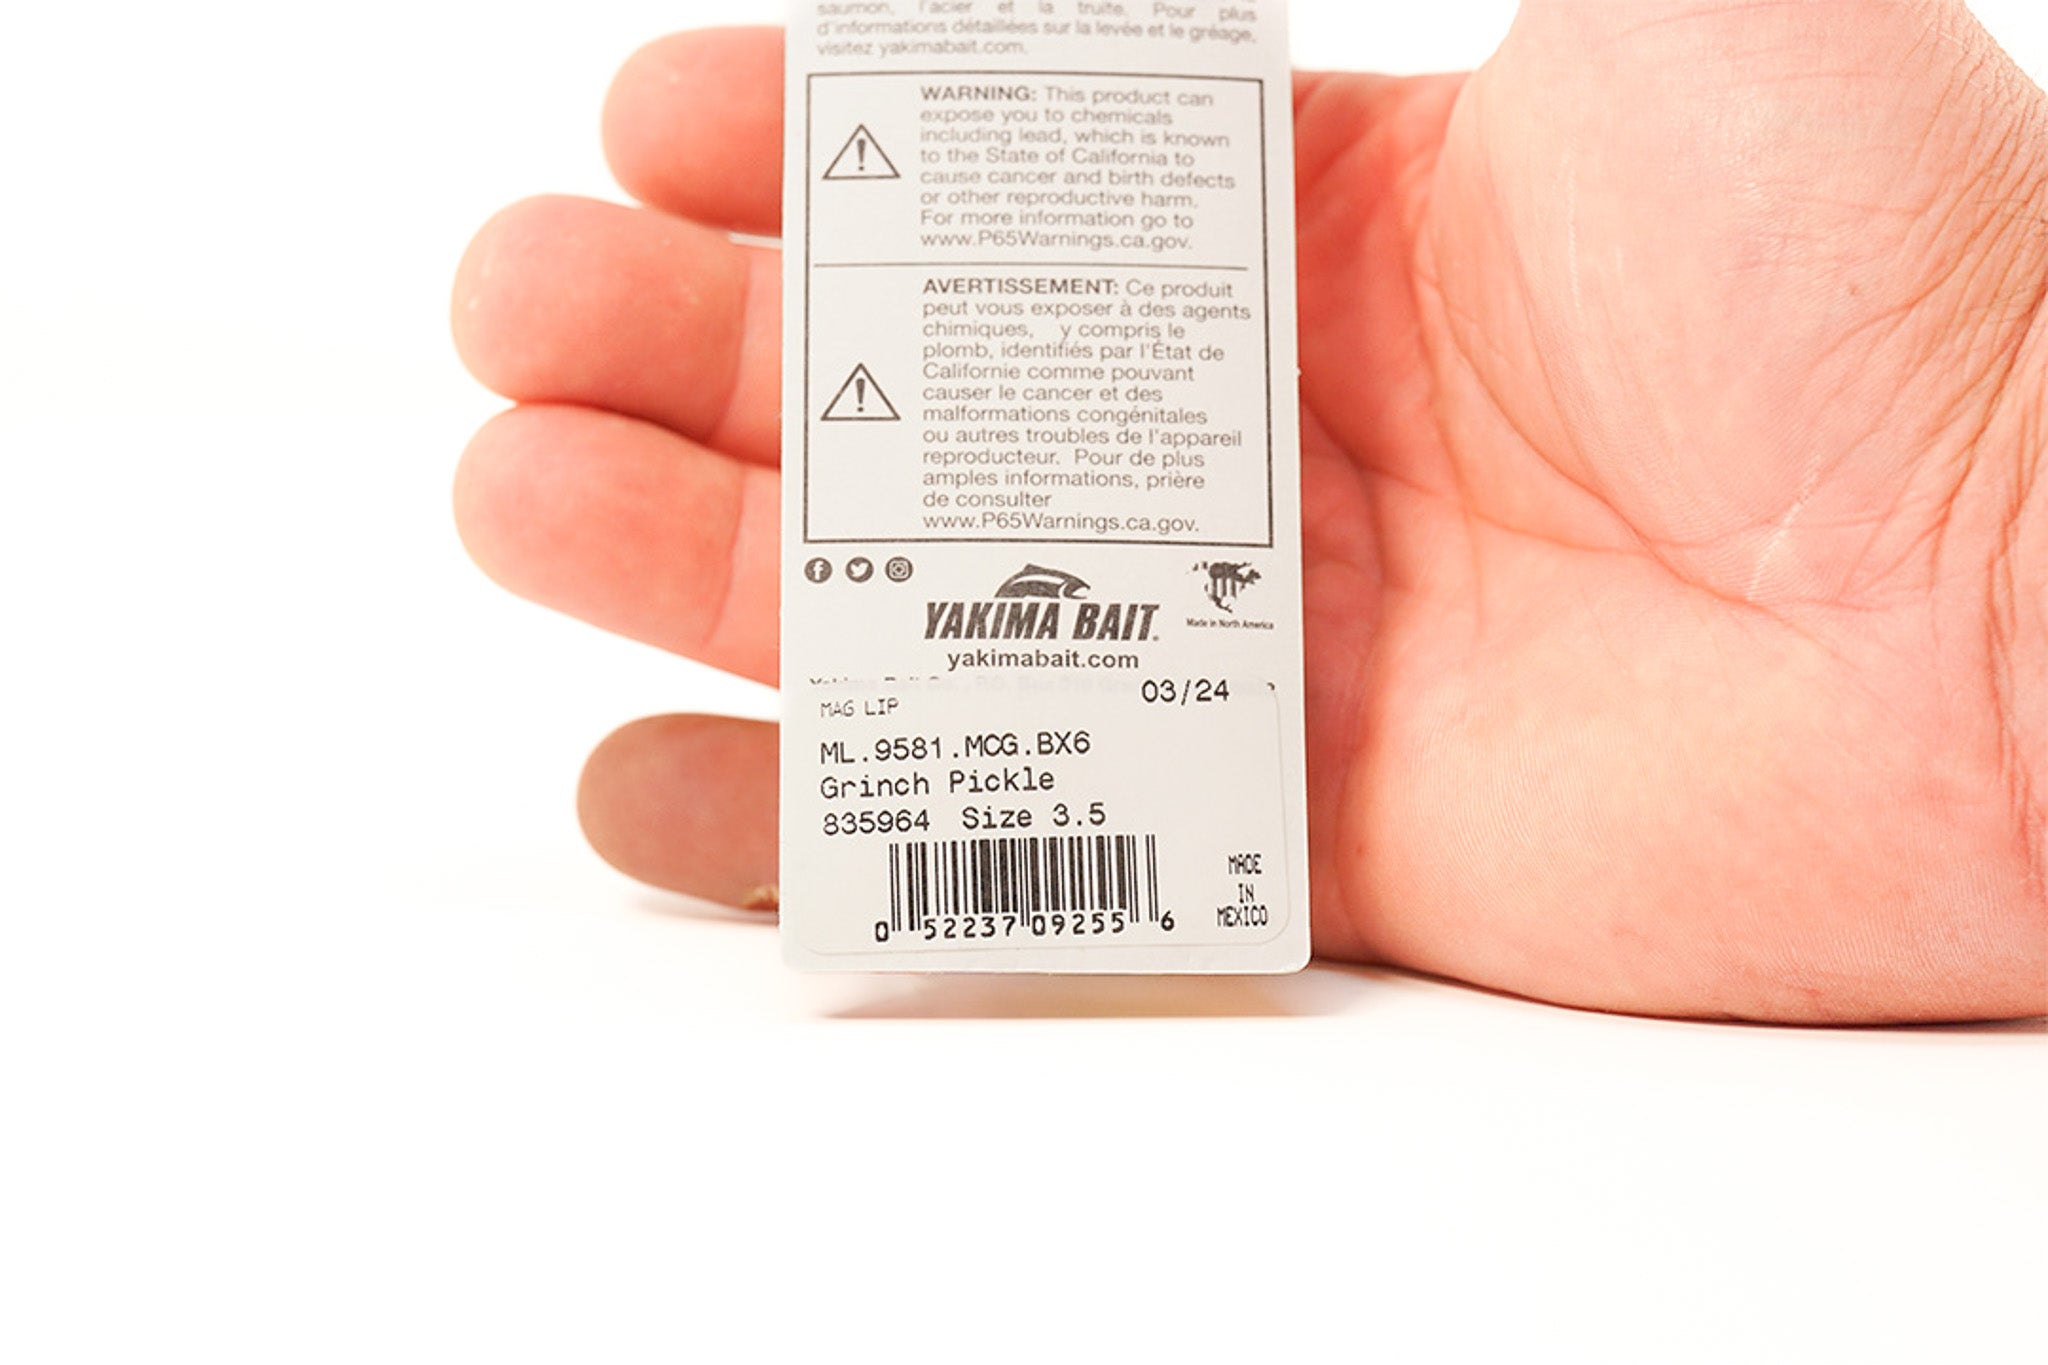 saumon, l'acier et la truite. Pour plus
d'informations détaillées sur la levée et le gréage,
visitez yakimabait.com.
WARNING: This product can
expose you to chemicals
including lead, which is known
to the State of California to
cause cancer and birth defects
or other reproductive harm.
For more information go to
www.P65Warnings.ca.gov.
AVERTISSEMENT: Ce produit
peut vous exposer à des agents
chimiques, y compris le
plomb, identifiés par l'État de
Californie comme pouvant
causer le cancer et des
malformations congénitales
ou autres troubles de l'appareil
reproducteur. Pour de plus
amples informations, prière
de consulter
www.P65Warnings.ca.gov.
YAKIMA BAIT
Made in North America
yakimabait.com
03/24
MAG LIP
ML.9581.MCG.BX6
Grinch Pickle
835964 Size 3.5
0 52237 09255 6
MADE
IN
MEXICO